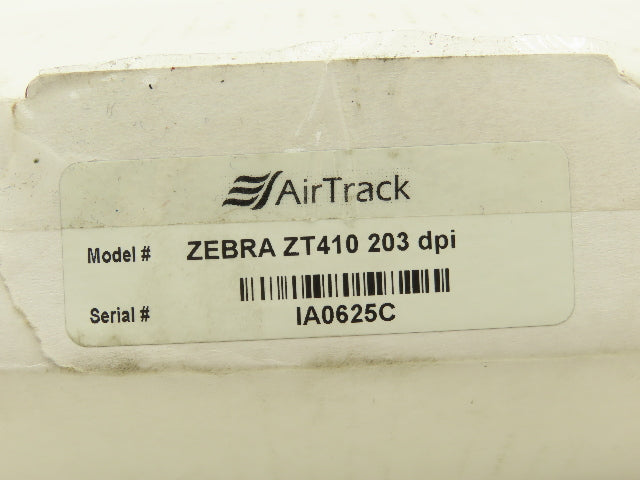 AirTrack
Model # ZEBRA ZT410 203 dpi
Serial # IA0625C